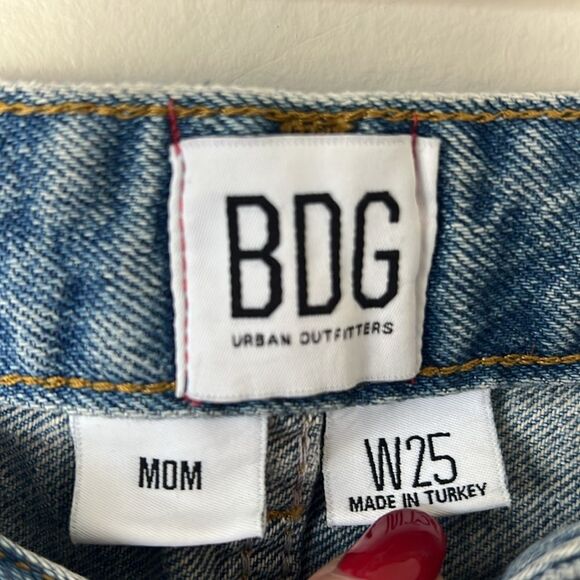 BDG
URBAN OUTFITTERS
MOM
W25
MADE IN TURKEY